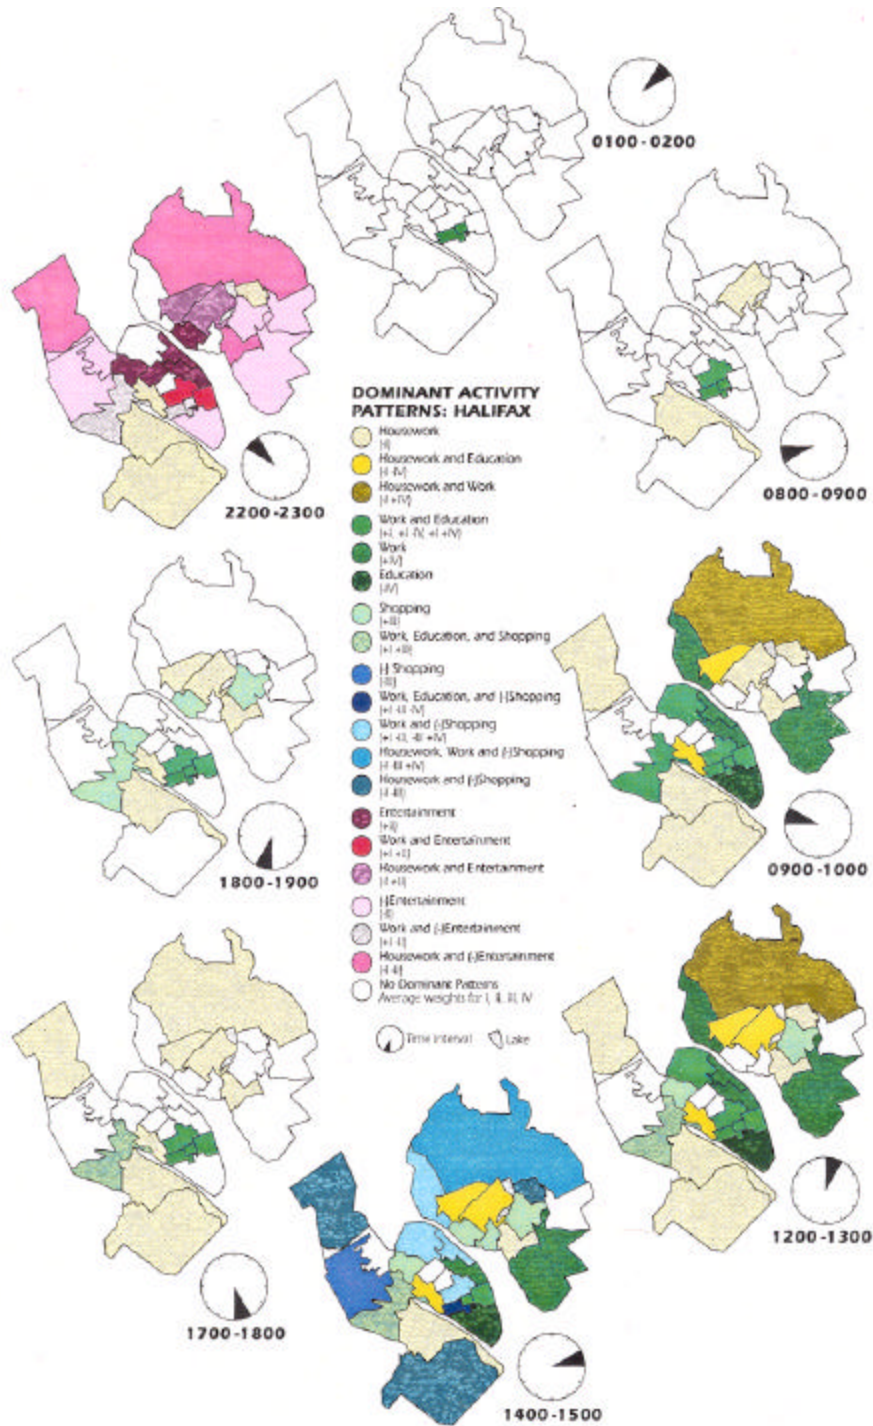 0100-0200
0800-0900
2200-2300
DOMINANT ACTIVITY
PATTERNS: HALIFAX
Housework
Housework and Education
Housework and Work
Work and Education
Work
(+IV)
Education
(-IV)
Shopping
(+III)
Work, Education, and Shopping
(-) Shopping
Work, Education, and (-)Shopping
Work and (-)Shopping
Housework, Work and (-)Shopping
Housework and (-)Shopping
Entertainment
Work and Entertainment
Housework and Entertainment
(-)Entertainment
Work and (-)Entertainment
Housework and (-)Entertainment
No Dominant Patterns
Average weights for I, II, III, IV
Time interval
Lake
0900-1000
1800-1900
1200-1300
1700-1800
1400-1500